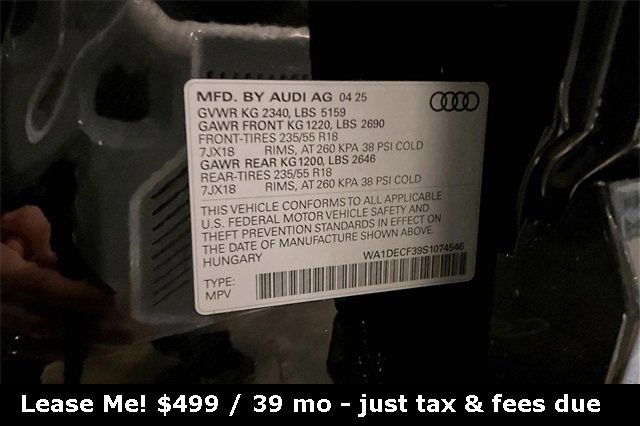 MFD. BY AUDI AG 04 25
GVWR KG 2340, LBS 5159
GAWR FRONT KG 1220, LBS 2690
FRONT-TIRES 235/55 R18
7JX18 RIMS, AT 260 KPA 38 PSI COLD
GAWR REAR KG1200, LBS 2646
REAR-TIRES 235/55 R18
7JX18 RIMS, AT 260 KPA 38 PSI COLD
THIS VEHICLE CONFORMS TO ALL APPLICABLE
U.S. FEDERAL MOTOR VEHICLE SAFETY AND
THEFT PREVENTION STANDARDS IN EFFECT ON
THE DATE OF MANUFACTURE SHOWN ABOVE.
HUNGARY WA1DECF39S1074546
TYPE:
MPV
Lease Me! $499 / 39 mo - just tax & fees due